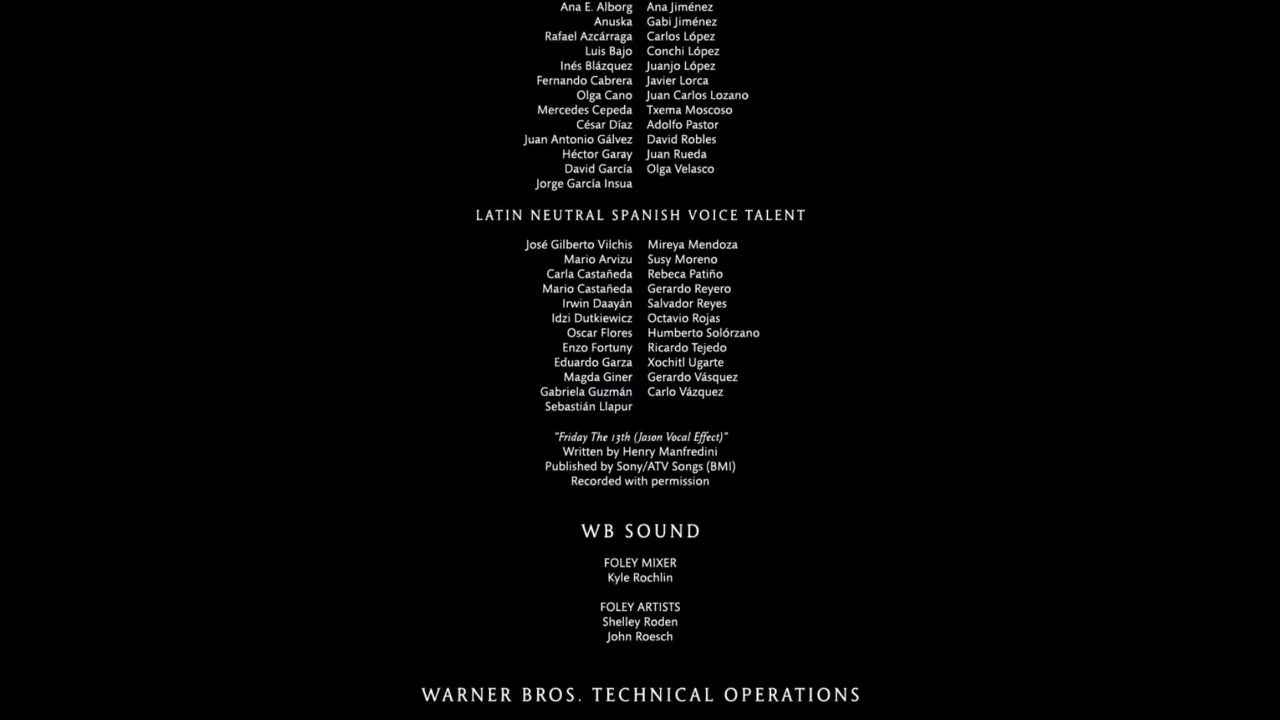 Ana E. Alborg Ana Jiménez
Anuska Gabi Jiménez
Rafael Azcárraga Carlos López
Luis Bajo Conchi López
Inés Blázquez Juanjo López
Fernando Cabrera Javier Lorca
Olga Cano Juan Carlos Lozano
Mercedes Cepeda Txema Moscoso
César Díaz Adolfo Pastor
Juan Antonio Gálvez David Robles
Héctor Garay Juan Rueda
David García Olga Velasco
Jorge García Insua
LATIN NEUTRAL SPANISH VOICE TALENT
José Gilberto Vilchis Mireya Mendoza
Mario Arvizu Susy Moreno
Carla Castañeda Rebeca Patiño
Mario Castañeda Gerardo Reyero
Irwin Daayán Salvador Reyes
Idzi Dutkiewicz Octavio Rojas
Oscar Flores Humberto Solórzano
Enzo Fortuny Ricardo Tejedo
Eduardo Garza Xochitl Ugarte
Magda Giner Gerardo Vásquez
Gabriela Guzmán Carlo Vázquez
Sebastián Llapur
"Friday The 13th (Jason Vocal Effect)"
Written by Henry Manfredini
Published by Sony/ATV Songs (BMI)
Recorded with permission
WB SOUND
FOLEY MIXER
Kyle Rochlin
FOLEY ARTISTS
Shelley Roden
John Roesch
WARNER BROS. TECHNICAL OPERATIONS